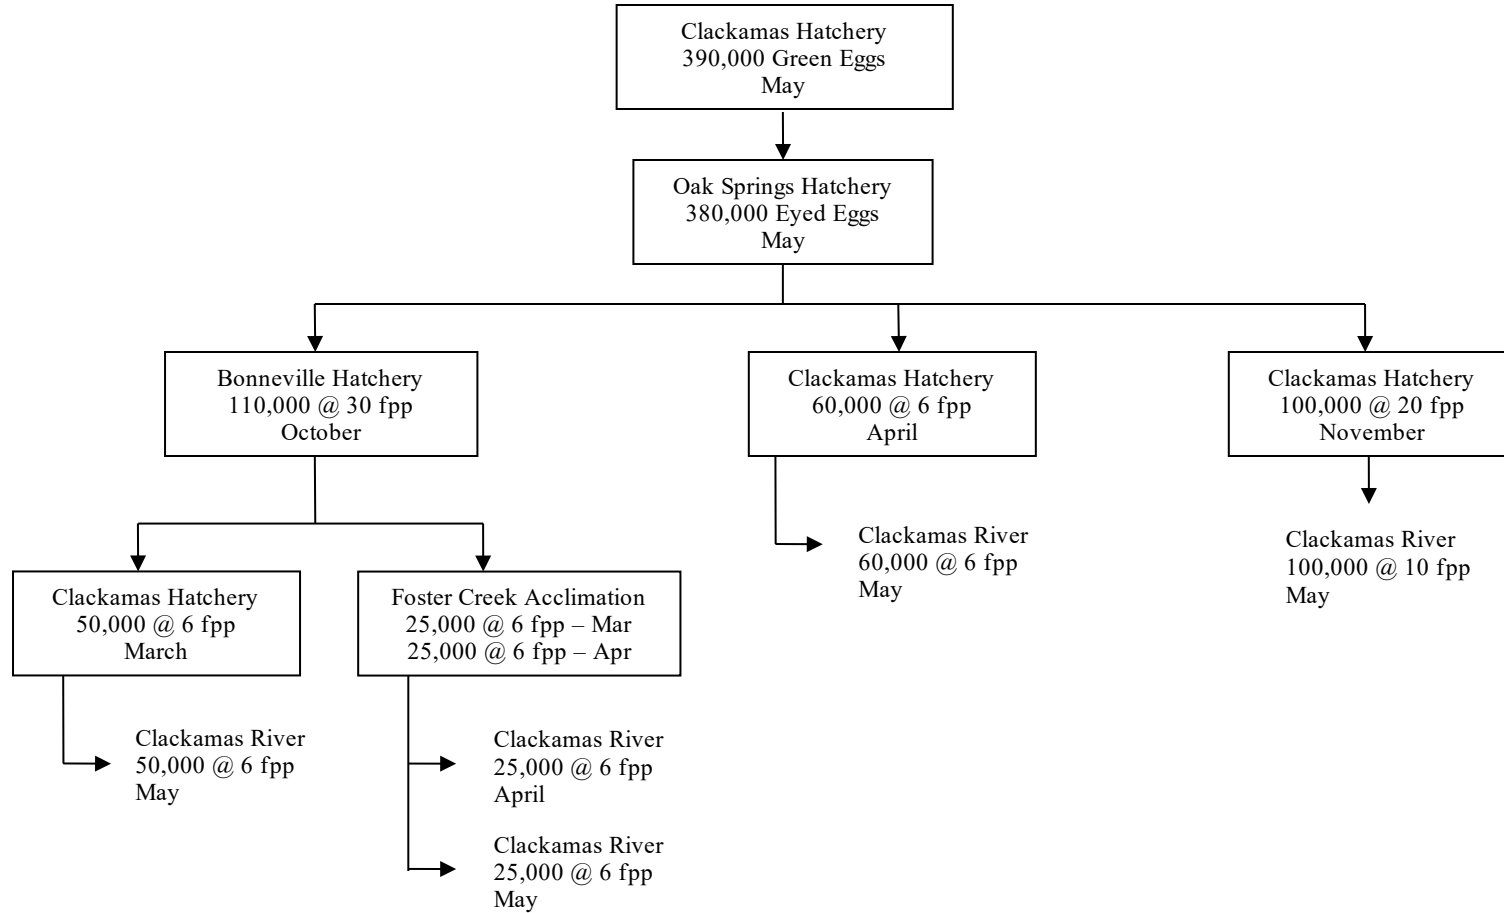 Clackamas Hatchery
390,000 Green Eggs
May
Oak Springs Hatchery
380,000 Eyed Eggs
May
Bonneville Hatchery
110,000 @ 30 fpp
October
Clackamas Hatchery
60,000 @ 6 fpp
April
Clackamas Hatchery
100,000 @ 20 fpp
November
Clackamas River
60,000 @ 6 fpp
May
Clackamas River
100,000 @ 10 fpp
May
Clackamas Hatchery
50,000 @ 6 fpp
March
Foster Creek Acclimation
25,000 @ 6 fpp – Mar
25,000 @ 6 fpp – Apr
Clackamas River
50,000 @ 6 fpp
May
Clackamas River
25,000 @ 6 fpp
April
Clackamas River
25,000 @ 6 fpp
May